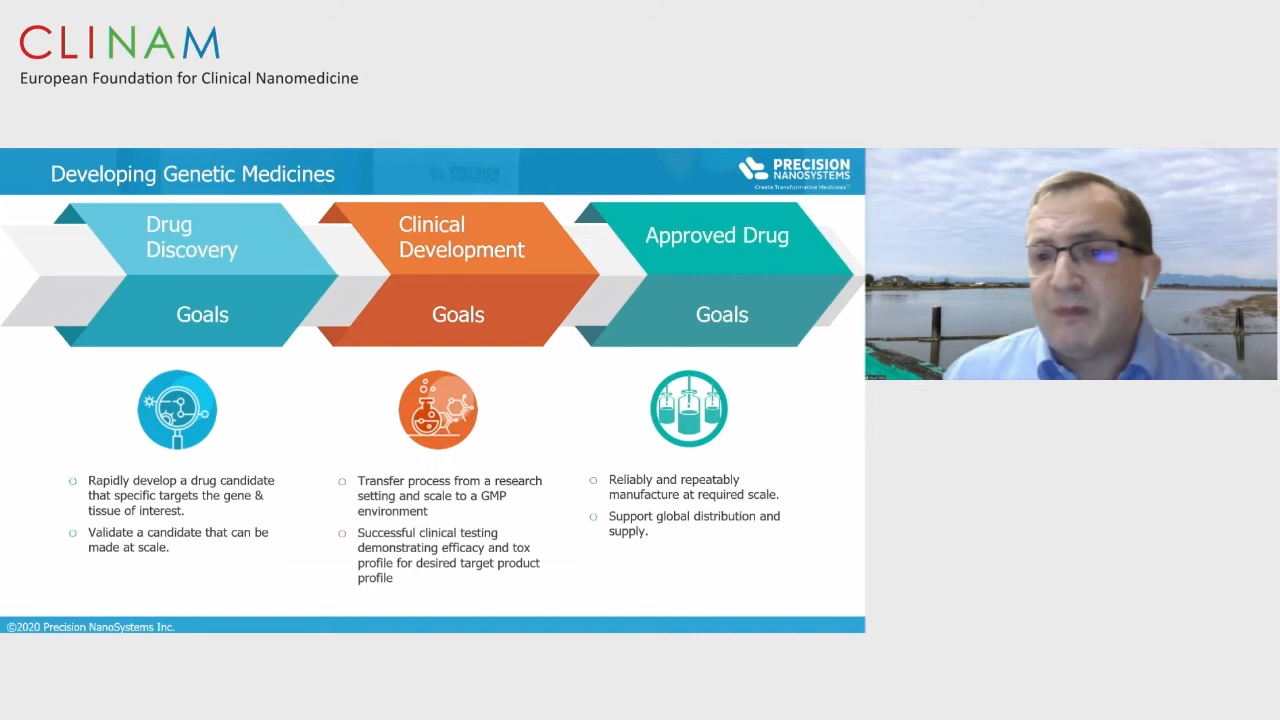 CLINAM
European Foundation for Clinical Nanomedicine
Developing Genetic Medicines
PRECISION
NANOSYSTEMS
Create Transformative Medicines™
Drug
Discovery
Goals
Clinical
Development
Goals
Approved Drug
Goals
Rapidly develop a drug candidate
that specific targets the gene &
tissue of interest.
Validate a candidate that can be
made at scale.
Transfer process from a research
setting and scale to a GMP
environment
Successful clinical testing
demonstrating efficacy and tox
profile for desired target product
profile
Reliably and repeatably
manufacture at required scale.
Support global distribution and
supply.
©2020 Precision NanoSystems Inc.